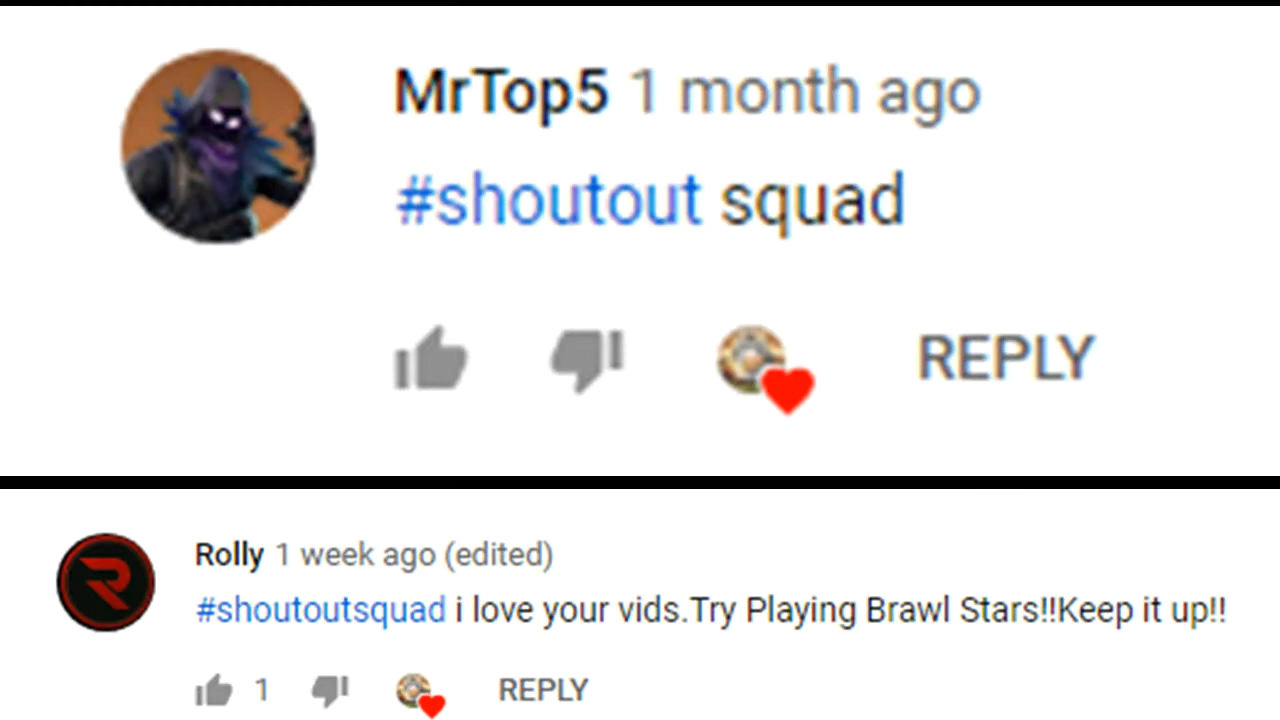 MrTop5 1 month ago
#shoutout squad
REPLY
Rolly 1 week ago (edited)
#shoutoutsquad i love your vids.Try Playing Brawl Stars!!Keep it up!!
1 REPLY